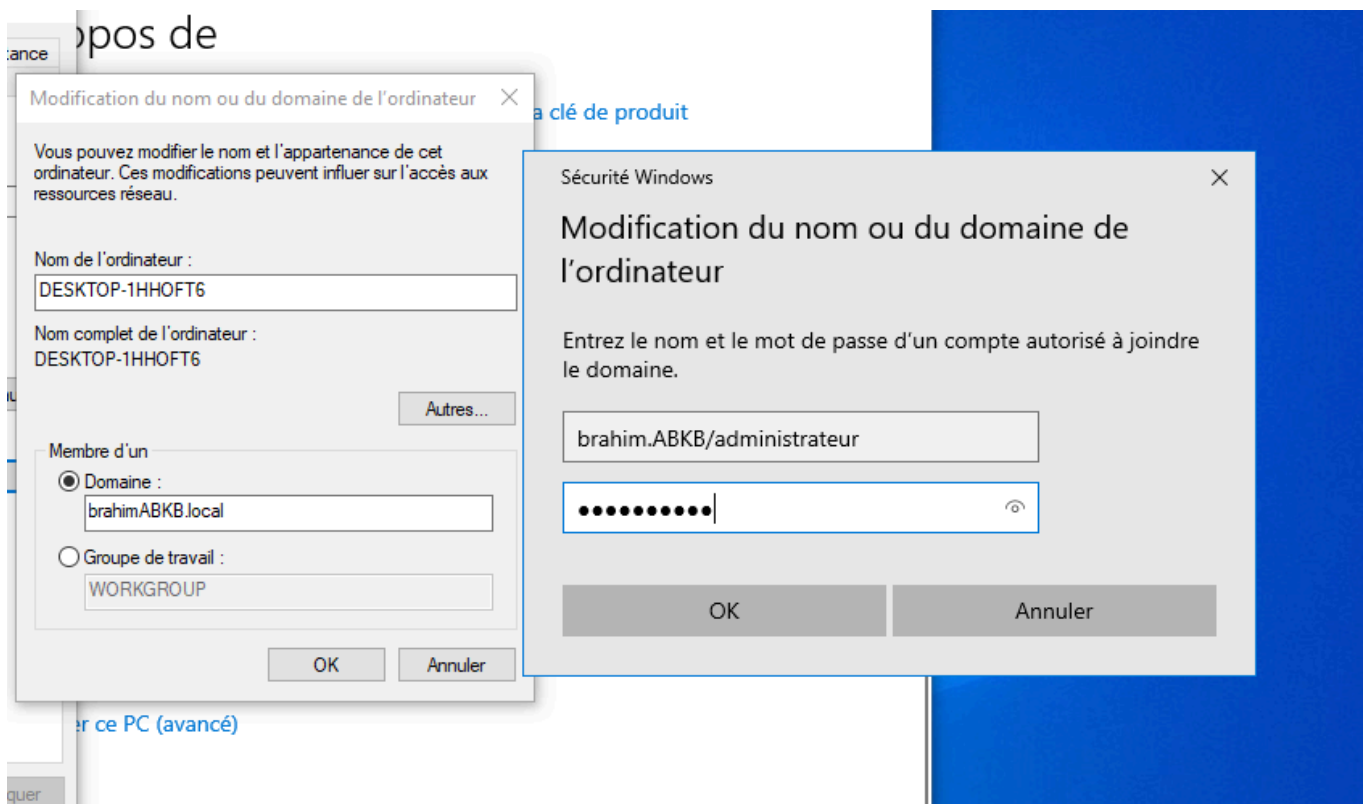 opos de
Modification du nom ou du domaine de l'ordinateur
a clé de produit
Vous pouvez modifier le nom et l'appartenance de cet
ordinateur. Ces modifications peuvent influer sur l'accès aux
ressources réseau.
Nom de l'ordinateur :
DESKTOP-1HHOFT6
Nom complet de l'ordinateur :
DESKTOP-1HHOFT6
Autres...
Membre d'un
Domaine :
brahimABKB.local
Groupe de travail :
WORKGROUP
OK Annuler
Sécurité Windows
Modification du nom ou du domaine de
l'ordinateur
Entrez le nom et le mot de passe d'un compte autorisé à joindre
le domaine.
brahim.ABKB/administrateur
●●●●●●●●●●
OK Annuler
er ce PC (avancé)
quer